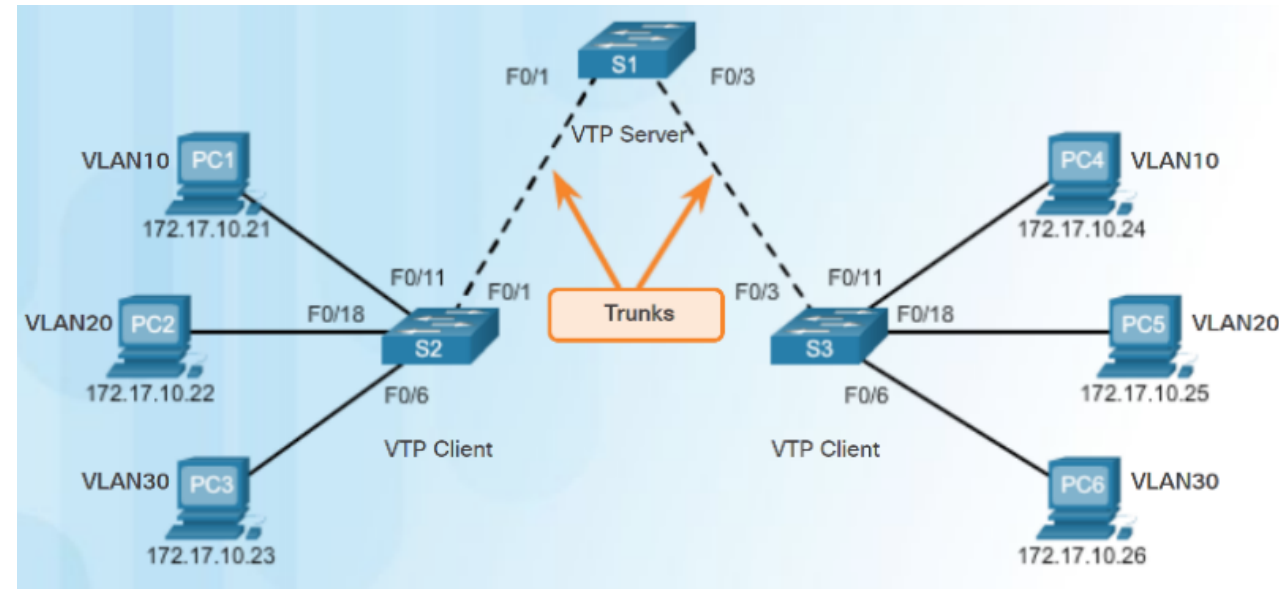 S1
F0/1
F0/3
VTP Server
VLAN10
PC1
172.17.10.21
PC4
VLAN10
172.17.10.24
F0/11
F0/1
Trunks
F0/3
F0/11
VLAN20
PC2
172.17.10.22
F0/18
S2
S3
F0/18
PC5
VLAN20
172.17.10.25
F0/6
F0/6
VTP Client
VTP Client
VLAN30
PC3
172.17.10.23
PC6
VLAN30
172.17.10.26